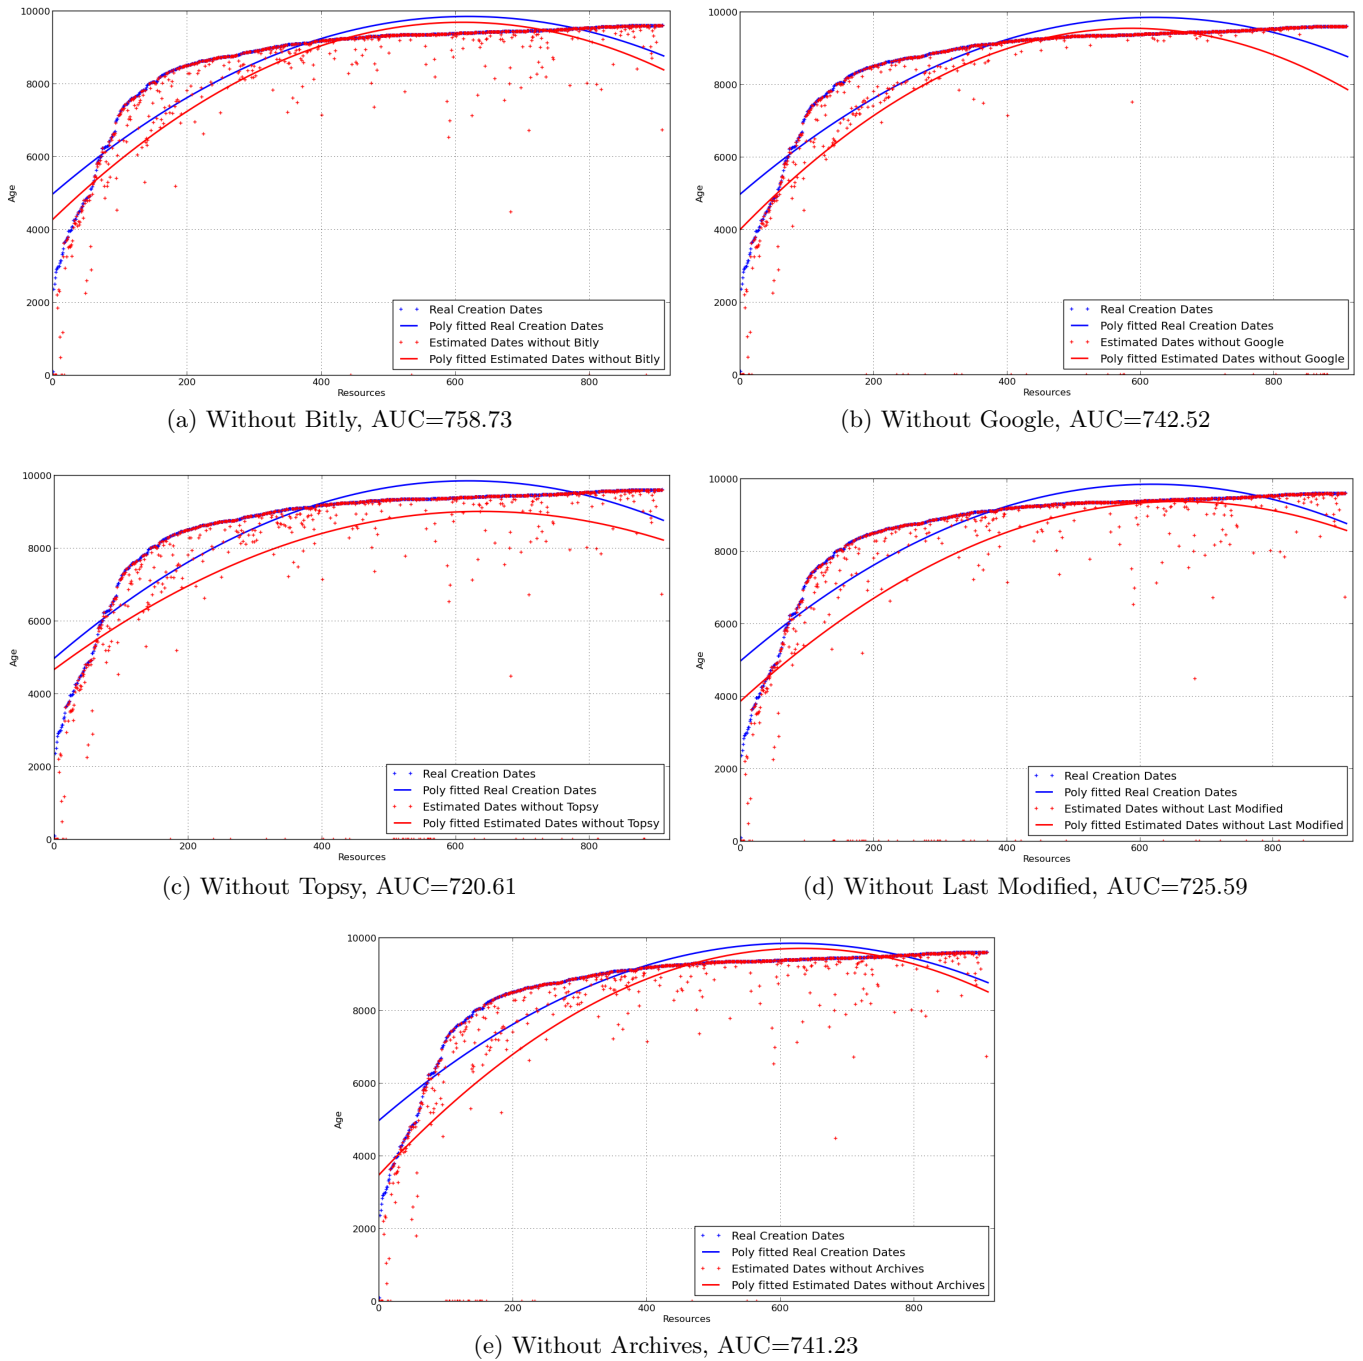 10000
8000
6000
4000
2000
0
Age
0 200 400 600 800
Resources
Real Creation Dates
Poly fitted Real Creation Dates
Estimated Dates without Bitly
Poly fitted Estimated Dates without Bitly
(a) Without Bitly, AUC=758.73
10000
8000
6000
4000
2000
0
Age
0 200 400 600 800
Resources
Real Creation Dates
Poly fitted Real Creation Dates
Estimated Dates without Google
Poly fitted Estimated Dates without Google
(b) Without Google, AUC=742.52
10000
8000
6000
4000
2000
0
Age
0 200 400 600 800
Resources
Real Creation Dates
Poly fitted Real Creation Dates
Estimated Dates without Topsy
Poly fitted Estimated Dates without Topsy
(c) Without Topsy, AUC=720.61
10000
8000
6000
4000
2000
0
Age
0 200 400 600 800
Resources
Real Creation Dates
Poly fitted Real Creation Dates
Estimated Dates without Last Modified
Poly fitted Estimated Dates without Last Modified
(d) Without Last Modified, AUC=725.59
10000
8000
6000
4000
2000
0
Age
0 200 400 600 800
Resources
Real Creation Dates
Poly fitted Real Creation Dates
Estimated Dates without Archives
Poly fitted Estimated Dates without Archives
(e) Without Archives, AUC=741.23